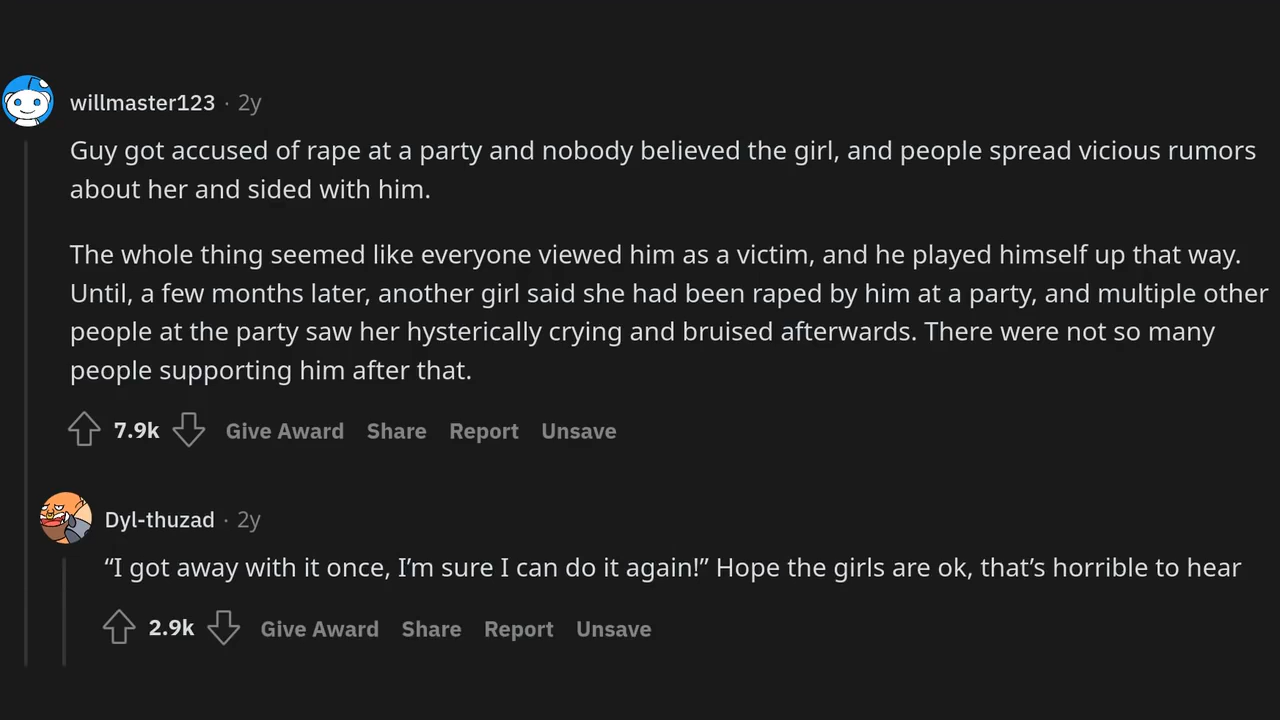 willmaster123 · 2y
Guy got accused of rape at a party and nobody believed the girl, and people spread vicious rumors
about her and sided with him.
The whole thing seemed like everyone viewed him as a victim, and he played himself up that way.
Until, a few months later, another girl said she had been raped by him at a party, and multiple other
people at the party saw her hysterically crying and bruised afterwards. There were not so many
people supporting him after that.
7.9k Give Award Share Report Unsave
Dyl-thuzad · 2y
“I got away with it once, I’m sure I can do it again!” Hope the girls are ok, that’s horrible to hear
2.9k Give Award Share Report Unsave